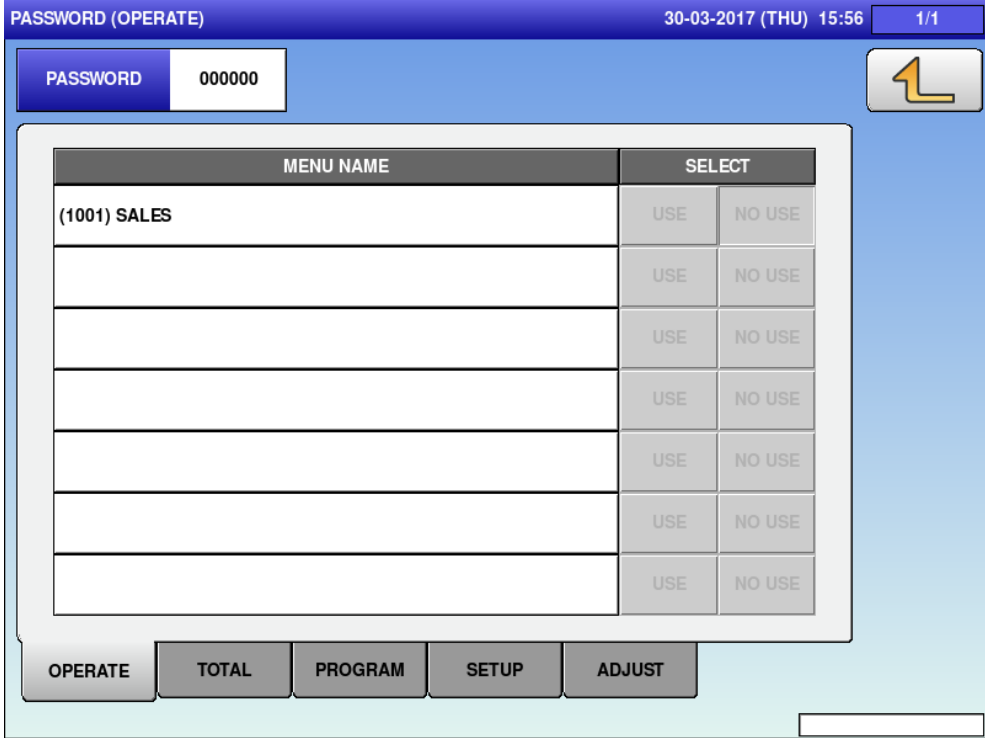 PASSWORD (OPERATE) 30-03-2017 (THU) 15:56 1/1
PASSWORD 000000
MENU NAME SELECT
(1001) SALES USE NO USE
USE NO USE
USE NO USE
USE NO USE
USE NO USE
USE NO USE
USE NO USE
OPERATE TOTAL PROGRAM SETUP ADJUST